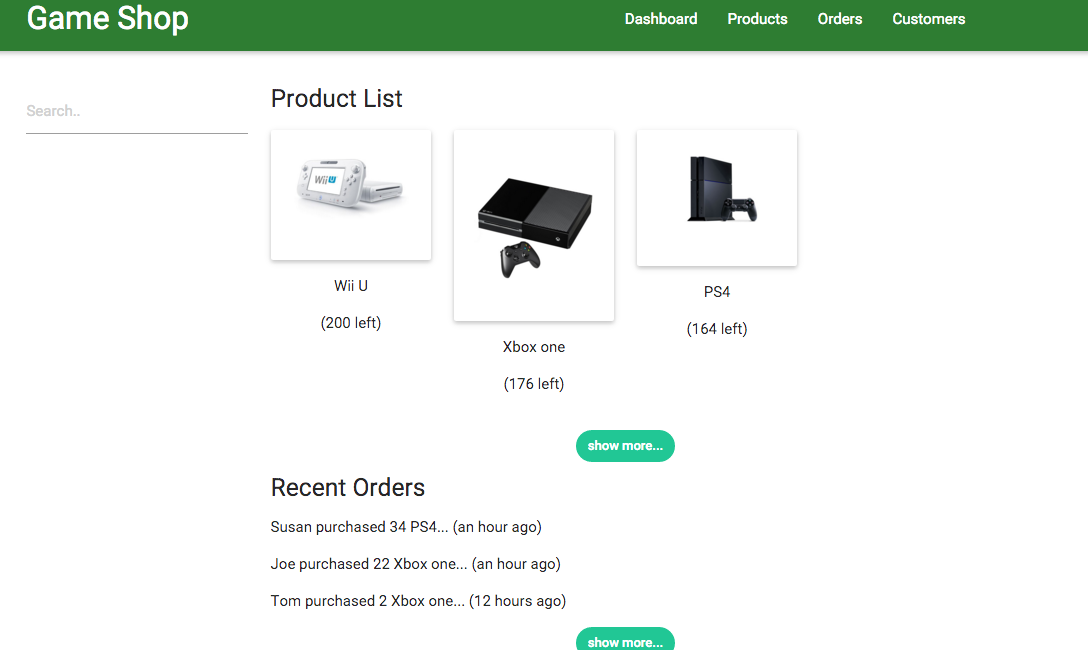 Game Shop
Dashboard Products Orders Customers
Search..
Product List
Wii U
Wii U
(200 left)
Xbox one
(176 left)
PS4
(164 left)
show more...
Recent Orders
Susan purchased 34 PS4... (an hour ago)
Joe purchased 22 Xbox one... (an hour ago)
Tom purchased 2 Xbox one... (12 hours ago)
show more...